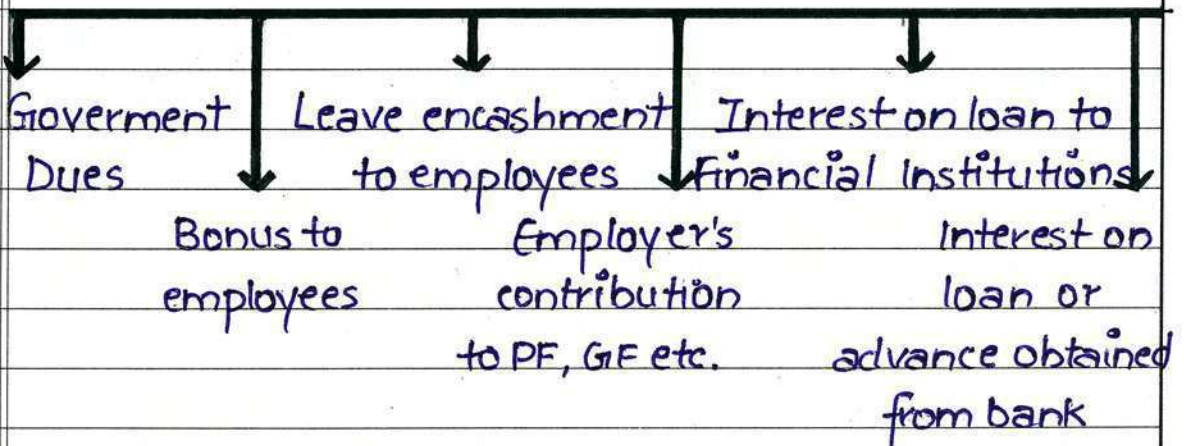 Goverment
Dues
Bonus to
employees
Leave encashment
to employees
Employer's
contribution
to PF, GF etc.
Interest on loan to
Financial Institutions
Interest on
loan or
advance obtained
from bank